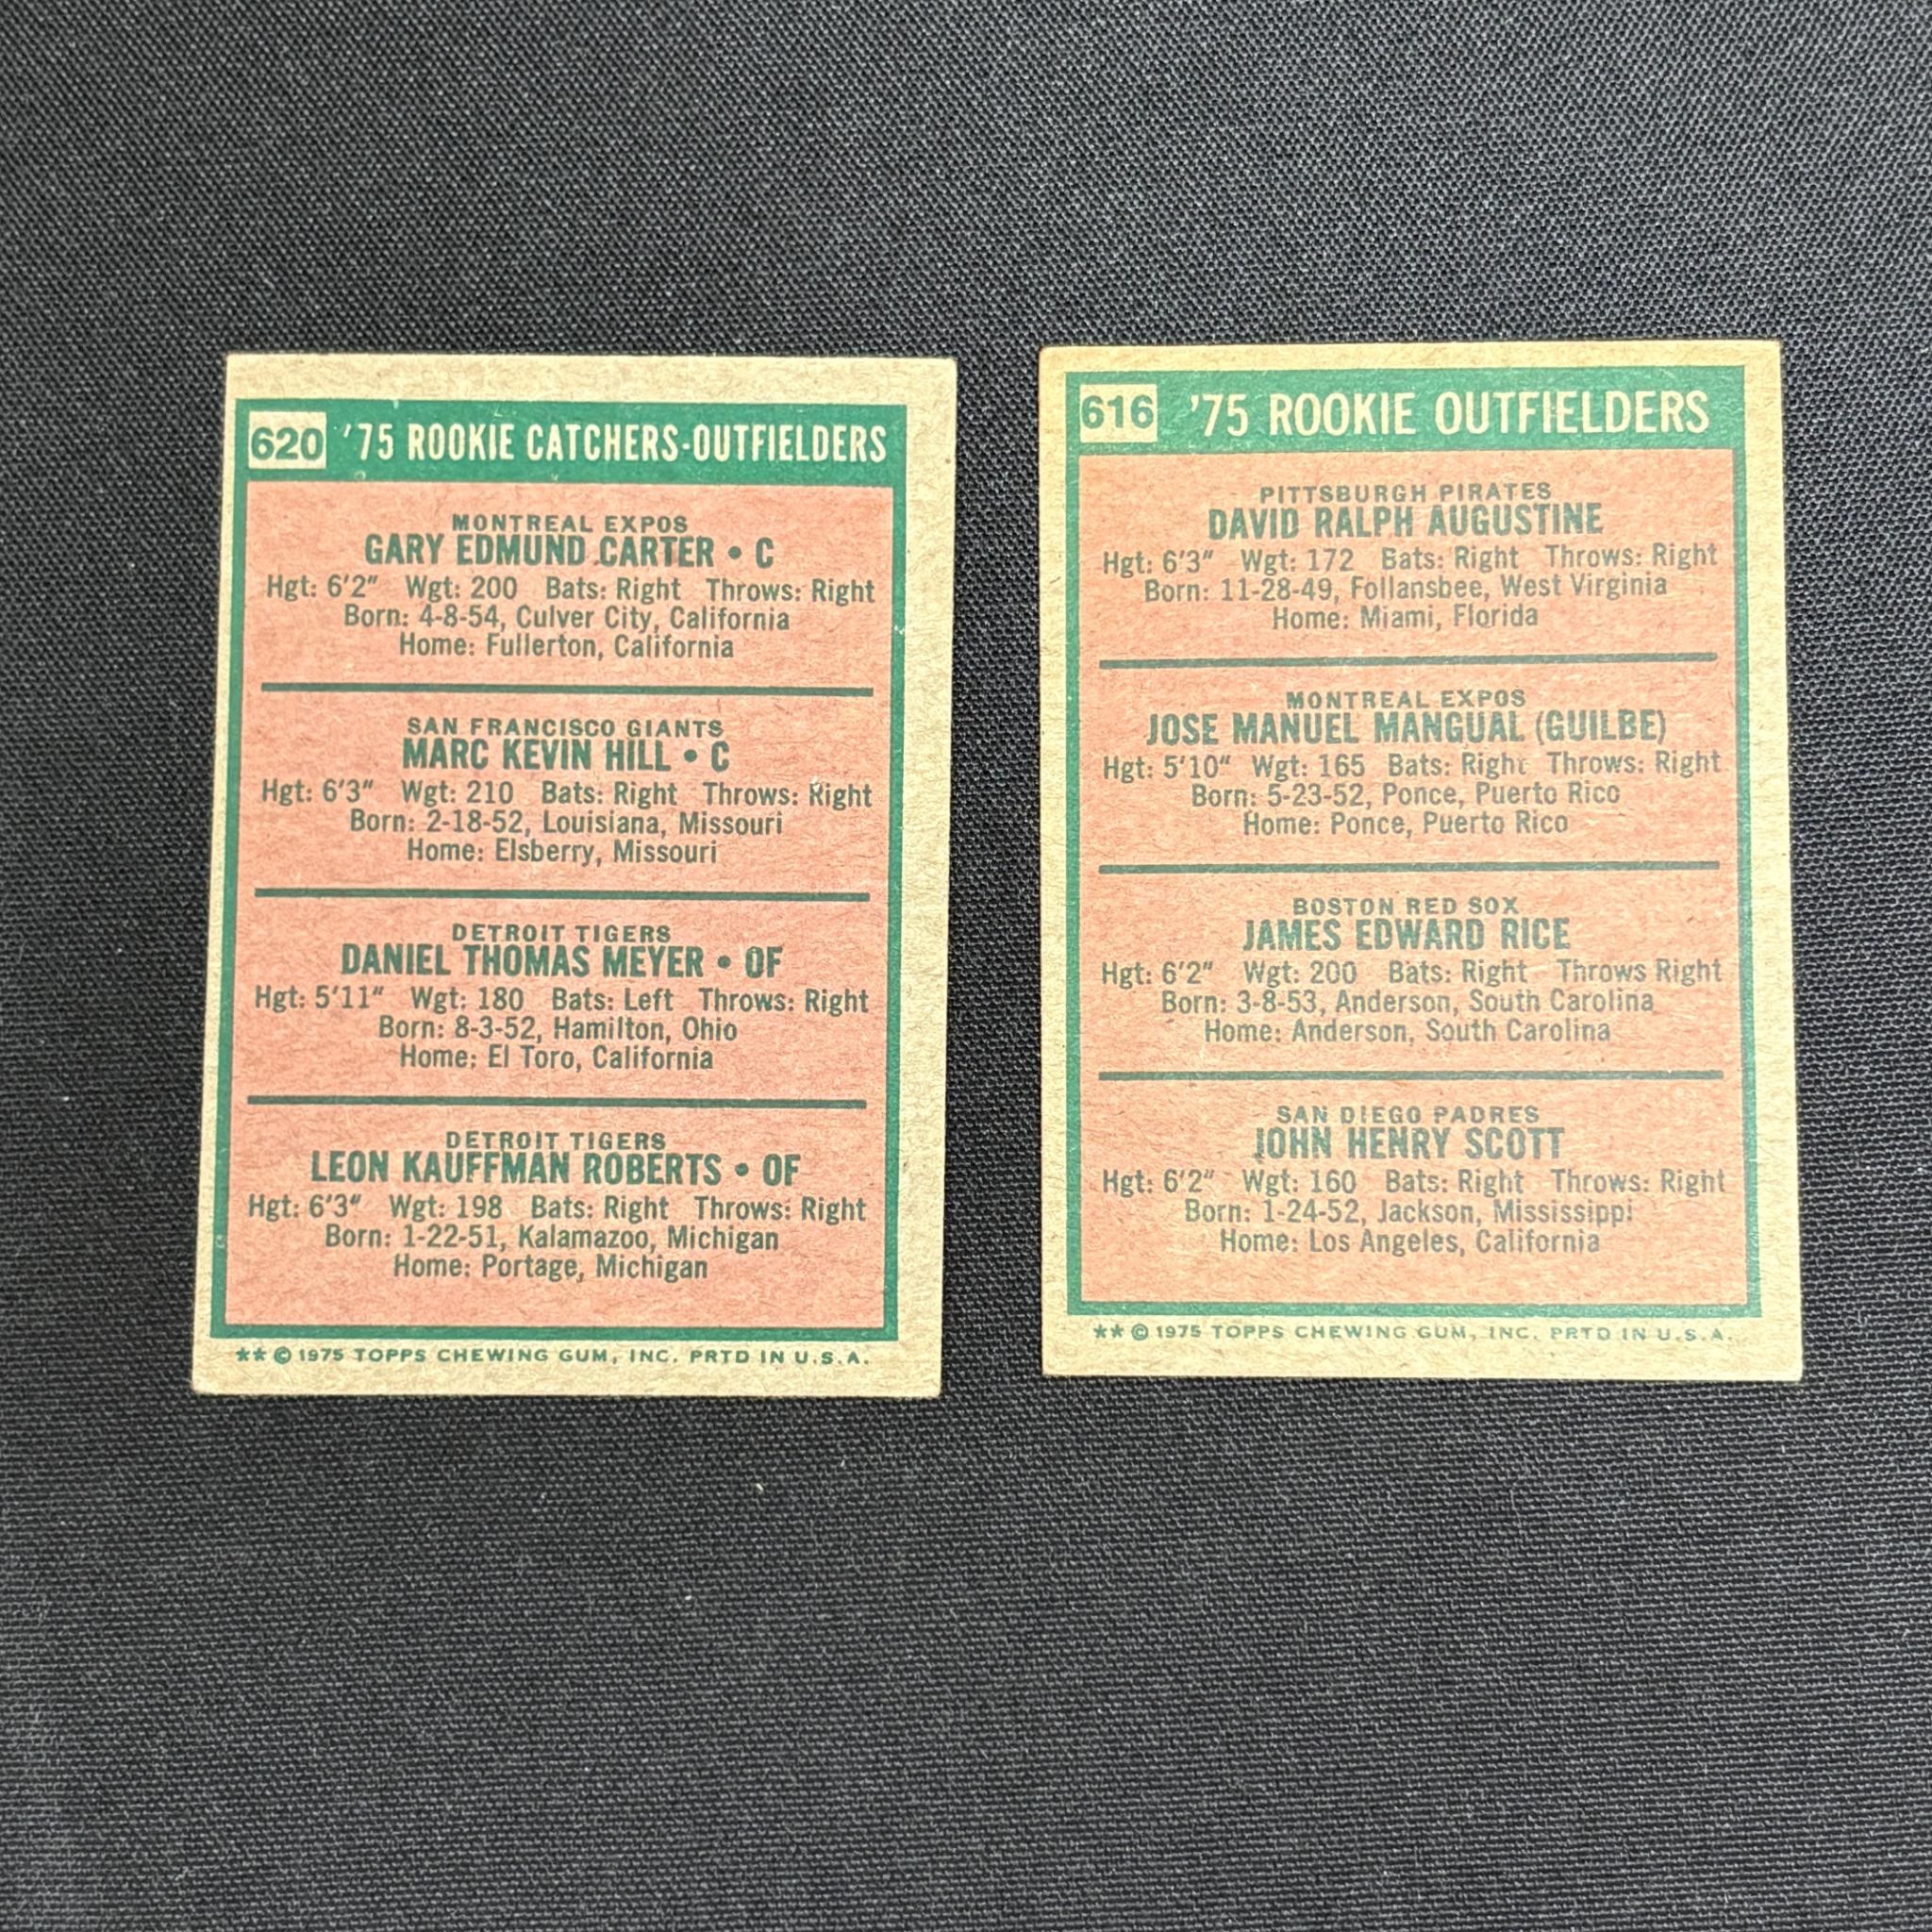 620 '75 ROOKIE CATCHERS-OUTFIELDERS
MONTREAL EXPOS
GARY EDMUND CARTER • C
Hgt: 6'2" Wgt: 200 Bats: Right Throws: Right
Born: 4-8-54, Culver City, California
Home: Fullerton, California
SAN FRANCISCO GIANTS
MARC KEVIN HILL • C
Hgt: 6'3" Wgt: 210 Bats: Right Throws: Right
Born: 2-18-52, Louisiana, Missouri
Home: Elsberry, Missouri
DETROIT TIGERS
DANIEL THOMAS MEYER • OF
Hgt: 5'11" Wgt: 180 Bats: Left Throws: Right
Born: 8-3-52, Hamilton, Ohio
Home: El Toro, California
DETROIT TIGERS
LEON KAUFFMAN ROBERTS • OF
Hgt: 6'3" Wgt: 198 Bats: Right Throws: Right
Born: 1-22-51, Kalamazoo, Michigan
Home: Portage, Michigan
** © 1975 TOPPS CHEWING GUM, INC. PRTD IN U.S.A.
616 '75 ROOKIE OUTFIELDERS
PITTSBURGH PIRATES
DAVID RALPH AUGUSTINE
Hgt: 6'3" Wgt: 172 Bats: Right Throws: Right
Born: 11-28-49, Follansbee, West Virginia
Home: Miami, Florida
MONTREAL EXPOS
JOSE MANUEL MANGUAL (GUILBE)
Hgt: 5'10" Wgt: 165 Bats: Right Throws: Right
Born: 5-23-52, Ponce, Puerto Rico
Home: Ponce, Puerto Rico
BOSTON RED SOX
JAMES EDWARD RICE
Hgt: 6'2" Wgt: 200 Bats: Right Throws Right
Born: 3-8-53, Anderson, South Carolina
Home: Anderson, South Carolina
SAN DIEGO PADRES
JOHN HENRY SCOTT
Hgt: 6'2" Wgt: 160 Bats: Right Throws: Right
Born: 1-24-52, Jackson, Mississippi
Home: Los Angeles, California
** © 1975 TOPPS CHEWING GUM, INC. PRTD IN U.S.A.